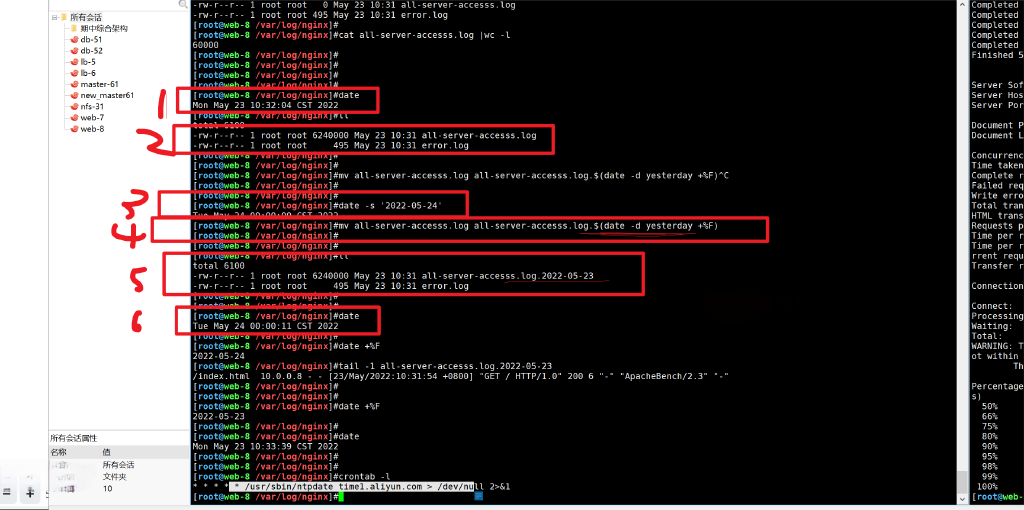 所有会话
期中综合架构
db-51
db-52
lb-5
lb-6
master-61
new_master61
nfs-31
web-7
web-8
所有会话属性
名称 值
所有会话
文件夹
10
-rw-r--r-- 1 root root 0 May 23 10:31 all-server-accesss.log
-rw-r--r-- 1 root root 495 May 23 10:31 error.log
[root@web-8 /var/log/nginx]#
[root@web-8 /var/log/nginx]#cat all-server-accesss.log |wc -l
60000
[root@web-8 /var/log/nginx]#
[root@web-8 /var/log/nginx]#
[root@web-8 /var/log/nginx]#
[root@web-8 /var/log/nginx]#
1
[root@web-8 /var/log/nginx]#date
Mon May 23 10:32:04 CST 2022
[root@web-8 /var/log/nginx]#ll
total 6100
2
-rw-r--r-- 1 root root 6240000 May 23 10:31 all-server-accesss.log
-rw-r--r-- 1 root root 495 May 23 10:31 error.log
[root@web-8 /var/log/nginx]#
[root@web-8 /var/log/nginx]#
[root@web-8 /var/log/nginx]#mv all-server-accesss.log all-server-accesss.log.$(date -d yesterday +%F)^C
[root@web-8 /var/log/nginx]#
[root@web-8 /var/log/nginx]#
3
[root@web-8 /var/log/nginx]#date -s '2022-05-24'
Tue May 24 00:00:00 CST 2022
4
[root@web-8 /var/log/nginx]#mv all-server-accesss.log all-server-accesss.log.$(date -d yesterday +%F)
[root@web-8 /var/log/nginx]#
[root@web-8 /var/log/nginx]#
[root@web-8 /var/log/nginx]#ll
5
total 6100
-rw-r--r-- 1 root root 6240000 May 23 10:31 all-server-accesss.log.2022-05-23
-rw-r--r-- 1 root root 495 May 23 10:31 error.log
[root@web-8 /var/log/nginx]#
[root@web-8 /var/log/nginx]#
6
[root@web-8 /var/log/nginx]#date
Tue May 24 00:00:11 CST 2022
[root@web-8 /var/log/nginx]#
[root@web-8 /var/log/nginx]#date +%F
2022-05-24
[root@web-8 /var/log/nginx]#tail -1 all-server-accesss.log.2022-05-23
/index.html 10.0.0.8 - - [23/May/2022:10:31:54 +0800] "GET / HTTP/1.0" 200 6 "-" "ApacheBench/2.3" "-"
[root@web-8 /var/log/nginx]#
[root@web-8 /var/log/nginx]#
[root@web-8 /var/log/nginx]#date +%F
2022-05-23
[root@web-8 /var/log/nginx]#
[root@web-8 /var/log/nginx]#date
Mon May 23 10:33:39 CST 2022
[root@web-8 /var/log/nginx]#
[root@web-8 /var/log/nginx]#
[root@web-8 /var/log/nginx]#crontab -l
* * * * * /usr/sbin/ntpdate time1.aliyun.com > /dev/null 2>&1
[root@web-8 /var/log/nginx]#
Completed
Completed
Completed
Completed
Completed
Finished 5
Server Sof
Server Hos
Server Por
Document P
Document L
Concurrenc
Time taken
Complete r
Failed requ
Write erro
Total tran
HTML trans
Requests p
Time per r
Time per r
rrent requ
Transfer r
Connection
Connect:
Processing
Waiting:
Total:
WARNING: T
ot within
Th
Percentage
s)
50%
66%
75%
80%
90%
95%
98%
99%
100%
[root@web-